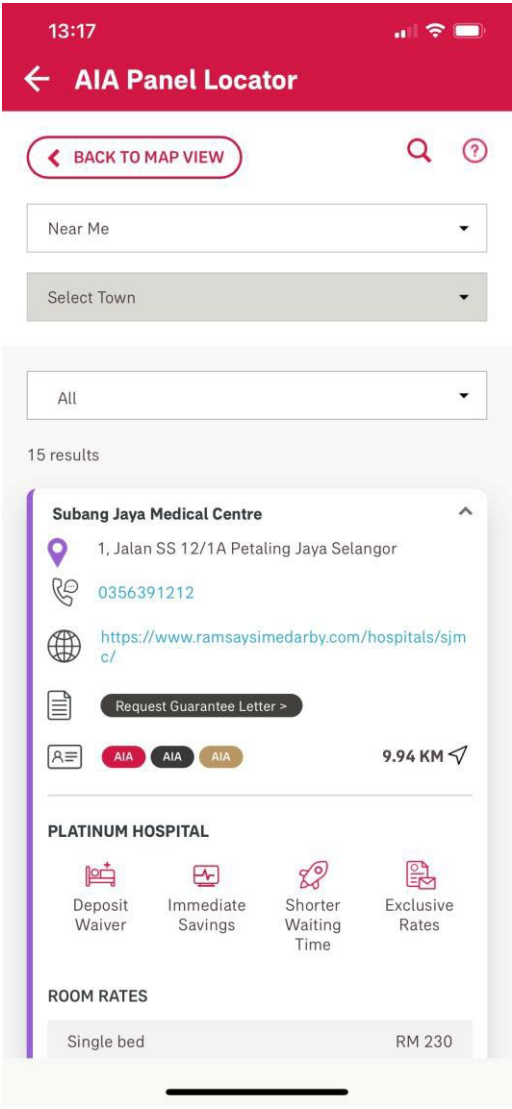 13:17
AIA Panel Locator
BACK TO MAP VIEW
?
Near Me
Select Town
All
15 results
Subang Jaya Medical Centre
1, Jalan SS 12/1A Petaling Jaya Selangor
0356391212
https://www.ramsaysimedarby.com/hospitals/sjm
c/
Request Guarantee Letter >
AIA AIA AIA 9.94 KM
PLATINUM HOSPITAL
Deposit Immediate Shorter Exclusive
Waiver Savings Waiting Rates
Time
ROOM RATES
Single bed RM 230